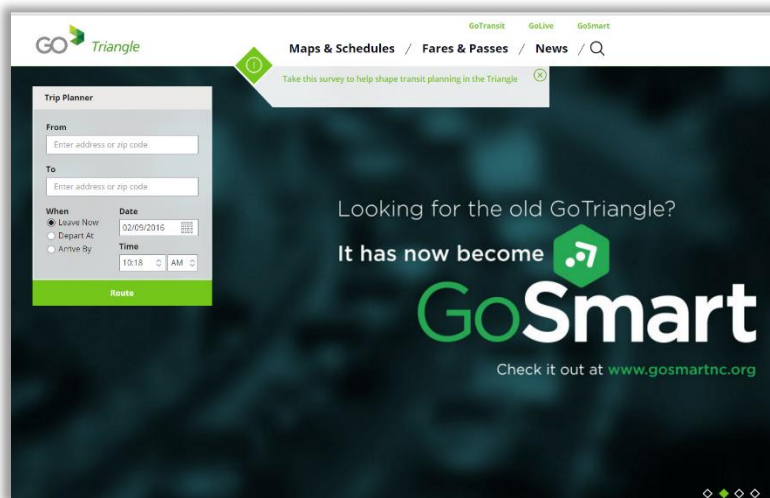 GoTransit GoLive GoSmart
GO Triangle
Maps & Schedules / Fares & Passes / News /
Take this survey to help shape transit planning in the Triangle
Trip Planner
From
Enter address or zip code
To
Enter address or zip code
When Date
Leave Now 02/09/2016
Depart At
Arrive By Time
10:18 AM
Route
Looking for the old GoTriangle?
It has now become
GoSmart
Check it out at www.gosmartnc.org